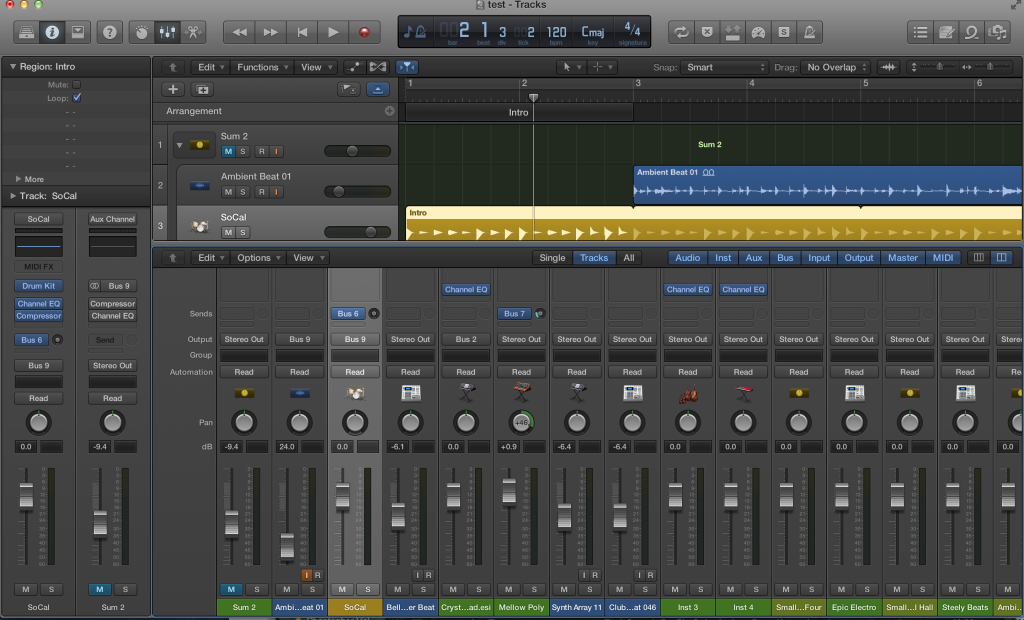 test - Tracks
2 1 3 2 120 Cmaj 4/4
bar beat div tick bpm key signature
Region: Intro
Edit Functions View Snap: Smart Drag: No Overlap
Mute:
Loop:
1 2 3 4 5 6
Arrangement
Intro
- -
- -
- -
- -
- -
More
Track: SoCal
1 Sum 2
M S R I
Sum 2
2 Ambient Beat 01
M S R I
Ambient Beat 01
3 SoCal
M S
Intro
Edit Options View Single Tracks All Audio Inst Aux Bus Input Output Master MIDI
SoCal Aux Channel
MIDI FX
Drum Kit Bus 9
Channel EQ Compressor
Compressor Channel EQ
Bus 6 Send
Bus 9 Stereo Out
Read Read
0.0 -9.4
M S M S
SoCal Sum 2
Channel EQ Channel EQ Channel EQ
Sends Bus 6 Bus 7
Output Stereo Out Bus 9 Bus 9 Stereo Out Bus 2 Stereo Out Stereo Out Stereo Out Stereo Out Stereo Out Stereo Out Stereo Out Stereo Out Stereo Out
Group
Automation Read Read Read Read Read Read Read Read Read Read Read Read Read Read
Pan +46
dB -9.4 24.0 0.0 -6.1 0.0 +0.9 -6.4 -6.4 0.0 0.0 0.0 0.0 0.0 0.0
I R I R I R I R
M S M S M S M S M S M S M S M S M S M S M S M S M S M S M
Sum 2 Ambi...eat 01 SoCal Bell...er Beat Cryst...ad.esi Mellow Poly Synth Array 11 Club...at 046 Inst 3 Inst 4 Small...Four Epic Electro Small...l Hall Steely Beats Ambi...